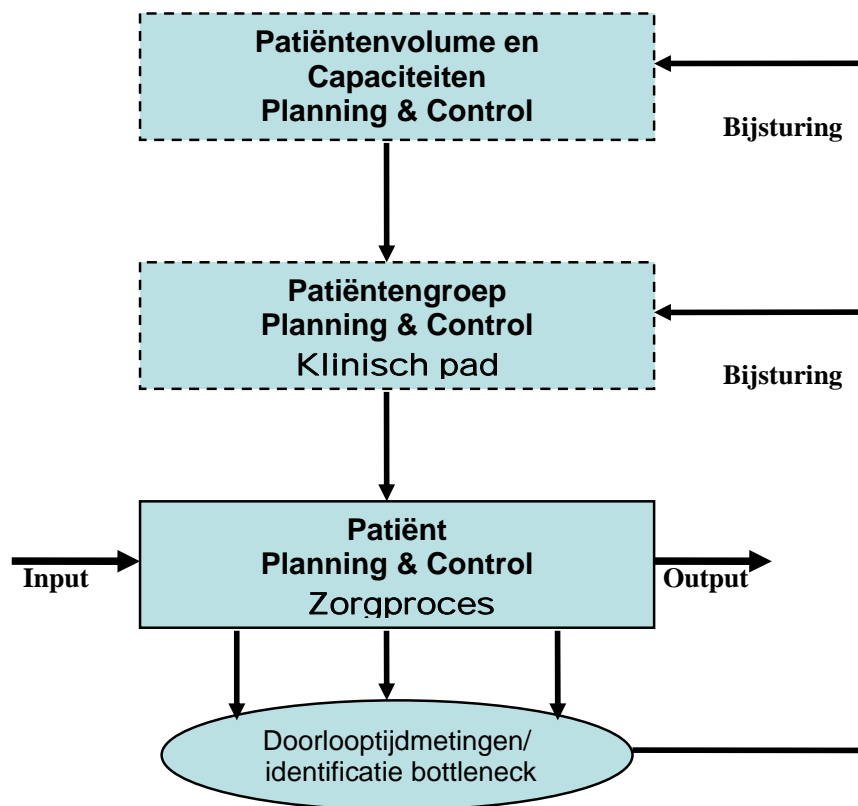 Patiëntenvolume en
Capaciteiten
Planning & Control
Bijsturing
Patiëntengroep
Planning & Control
Klinisch pad
Bijsturing
Patiënt
Planning & Control
Zorgproces
Input
Output
Doorlooptijdmetingen/
identificatie bottleneck